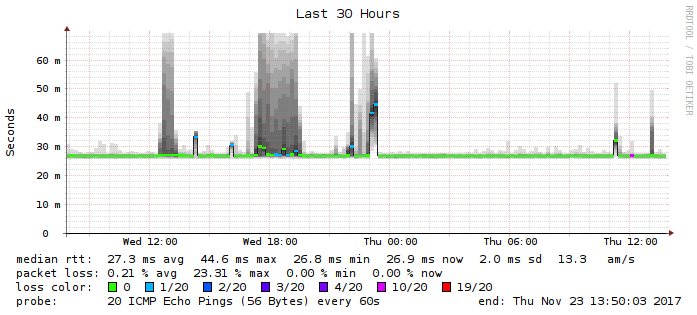 Last 30 Hours
RRDTOOL / TOBI OETIKER
Seconds
60 m
50 m
40 m
30 m
20 m
10 m
0
Wed 12:00 Wed 18:00 Thu 00:00 Thu 06:00 Thu 12:00
median rtt: 27.3 ms avg 44.6 ms max 26.8 ms min 26.9 ms now 2.0 ms sd 13.3 am/s
packet loss: 0.21 % avg 23.31 % max 0.00 % min 0.00 % now
loss color: 0 1/20 2/20 3/20 4/20 10/20 19/20
probe: 20 ICMP Echo Pings (56 Bytes) every 60s end: Thu Nov 23 13:50:03 2017